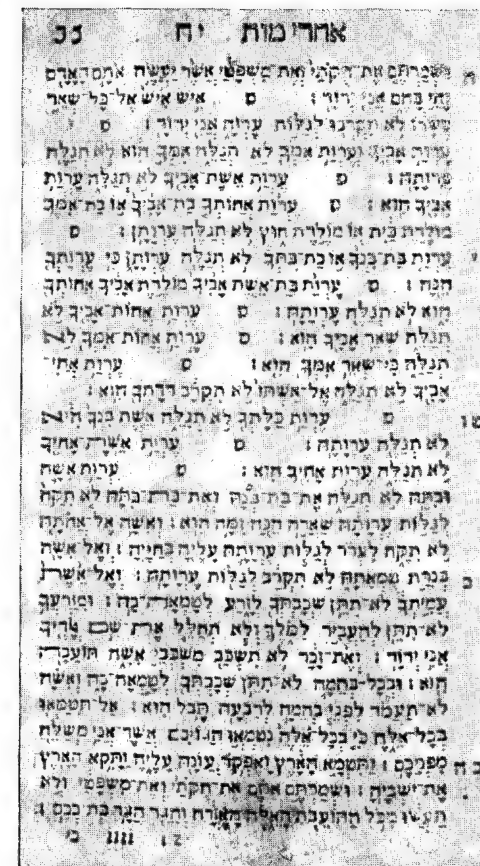 אחרי מות יח
ושמרתם את־חקתי ואת־משפטי אשר יעשה אתם האדם
וחי בהם אני ידוד׃ ס איש איש אל־כל־שאר
בשרו לא תקרבו לגלות ערוה אני ידוד׃ ס
ערות אביך וערות אמך לא תגלה אמך הוא לא תגלה
ערותה׃ ס ערות אשת־אביך לא תגלה ערות
אביך הוא׃ ס ערות אחותך בת־אביך או בת־אמך
מולדת בית או מולדת חוץ לא תגלה ערותן׃ ס
ערות בת־בנך או בת־בתך לא תגלה ערותן כי ערותך
הנה׃ ס ערות בת־אשת אביך מולדת אביך אחותך
הוא לא תגלה ערותה׃ ס ערות אחות־אביך לא
תגלה שאר אביך הוא׃ ס ערות אחות־אמך לא
תגלה כי־שאר אמך הוא׃ ס ערות אחי־
אביך לא תגלה אל־אשתו לא תקרב דדתך הוא׃
ס ערות כלתך לא תגלה אשת בנך הוא
לא תגלה ערותה׃ ס ערות אשת־אחיך
לא תגלה ערות אחיך הוא׃ ס ערות אשה
ובתה לא תגלה את־בת־בנה ואת־בת־בתה לא תקח
לגלות ערותה שארה הנה זמה הוא׃ ואשה אל־אחתה
לא תקח לצרר לגלות ערותה עליה בחייה׃ ואל־אשה
בנדת טמאתה לא תקרב לגלות ערותה׃ ואל־אשת
עמיתך לא־תתן שכבתך לזרע לטמאה־בה׃ ומזרעך
לא־תתן להעביר למלך ולא תחלל את־שם אלהיך
אני ידוד׃ ואת־זכר לא תשכב משכבי אשה תועבה
הוא׃ ובכל־בהמה לא־תתן שכבתך לטמאה־בה ואשה
לא־תעמד לפני בהמה לרבעה תבל הוא׃ אל־תטמאו
בכל־אלה כי בכל־אלה נטמאו הגוים אשר־אני משלח
מפניכם׃ ותטמא הארץ ואפקד עונה עליה ותקא הארץ
את־ישביה׃ ושמרתם אתם את־חקתי ואת־משפטי ולא
תעשו מכל התועבת האלה האזרח והגר הגר בתוככם׃
כי